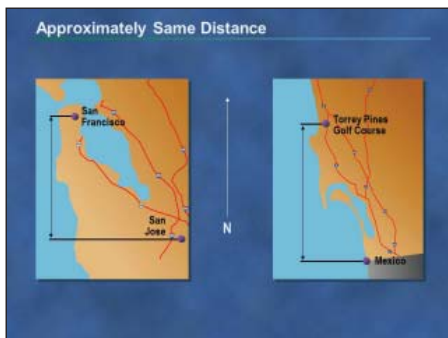 Approximately Same Distance
San
Francisco
San
Jose
N
Torrey Pines
Golf Course
Mexico